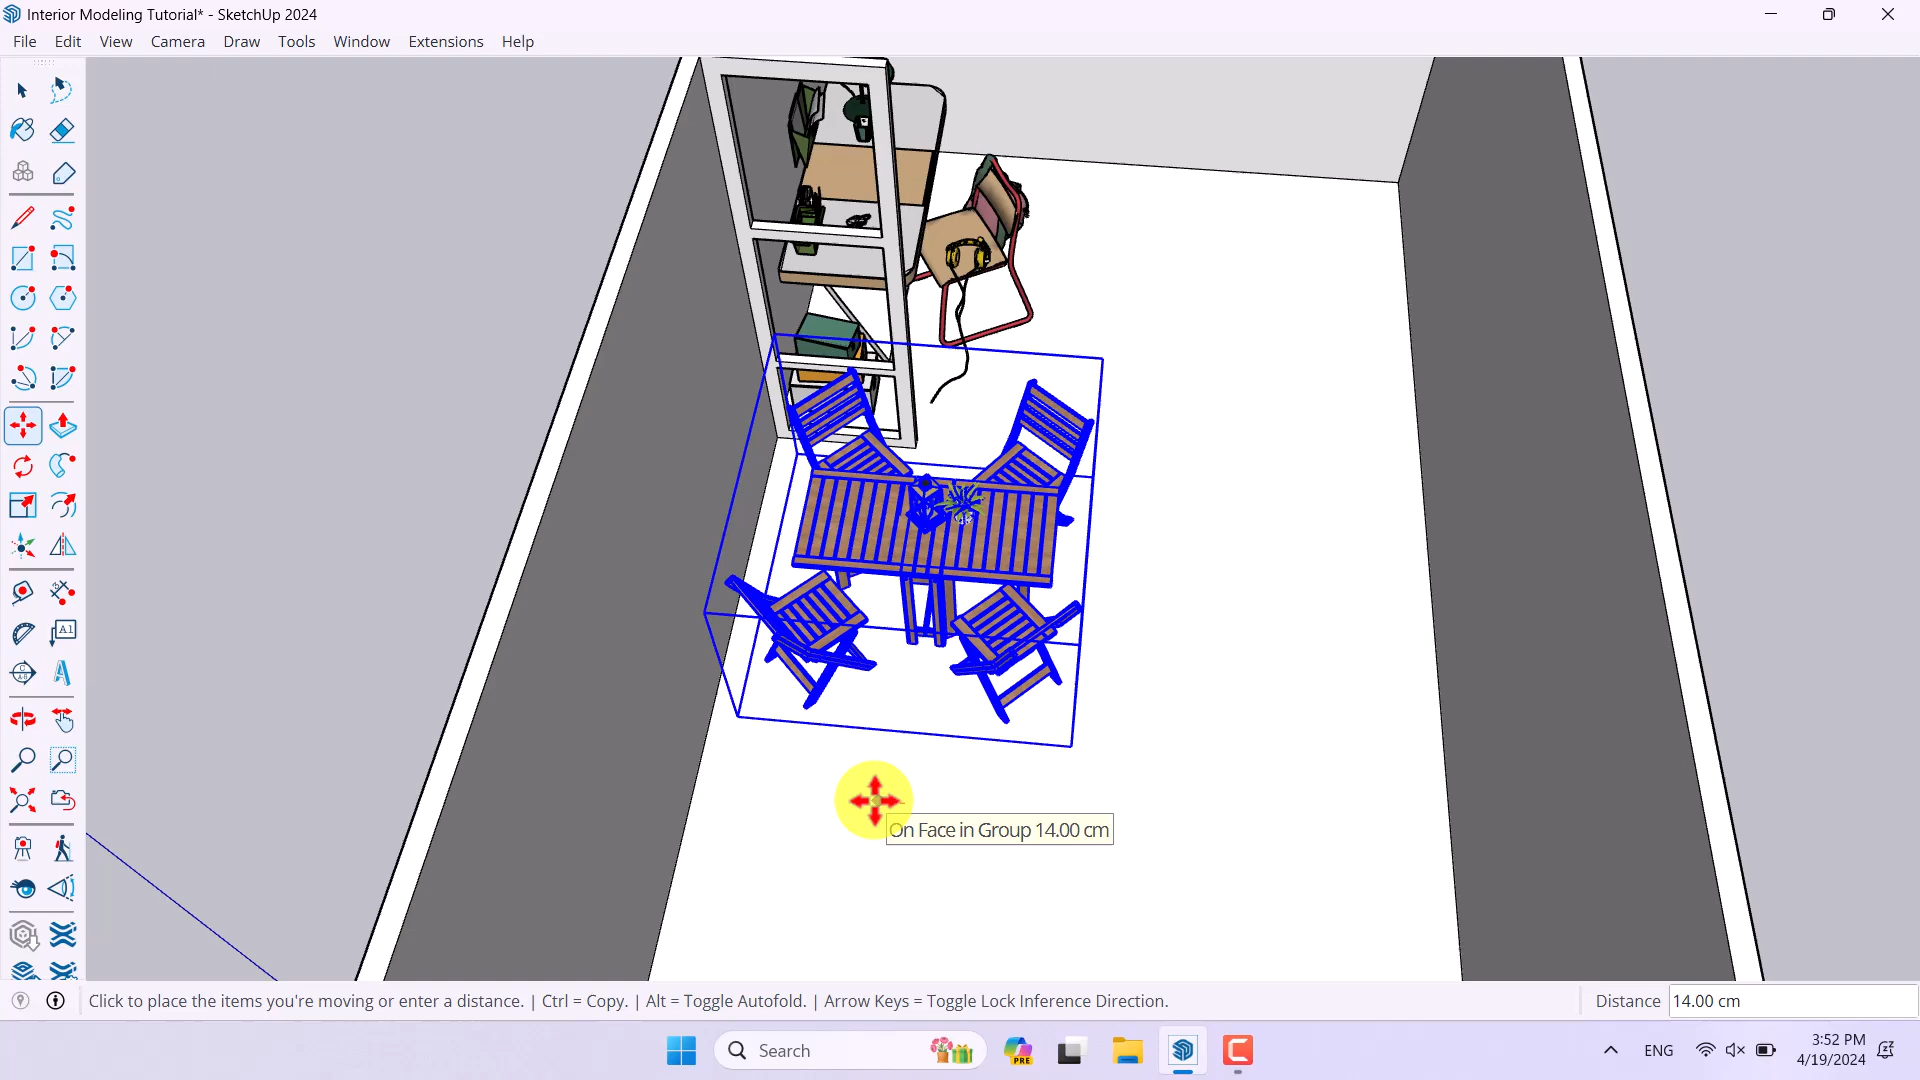 Interior Modeling Tutorial* - SketchUp 2024
File Edit View Camera Draw Tools Window Extensions Help
A1
C
A-B
On Face in Group 14.00 cm
Click to place the items you're moving or enter a distance. | Ctrl = Copy. | Alt = Toggle Autofold. | Arrow Keys = Toggle Lock Inference Direction.
Distance 14.00 cm
Search
PRE
ENG
3:52 PM
4/19/2024